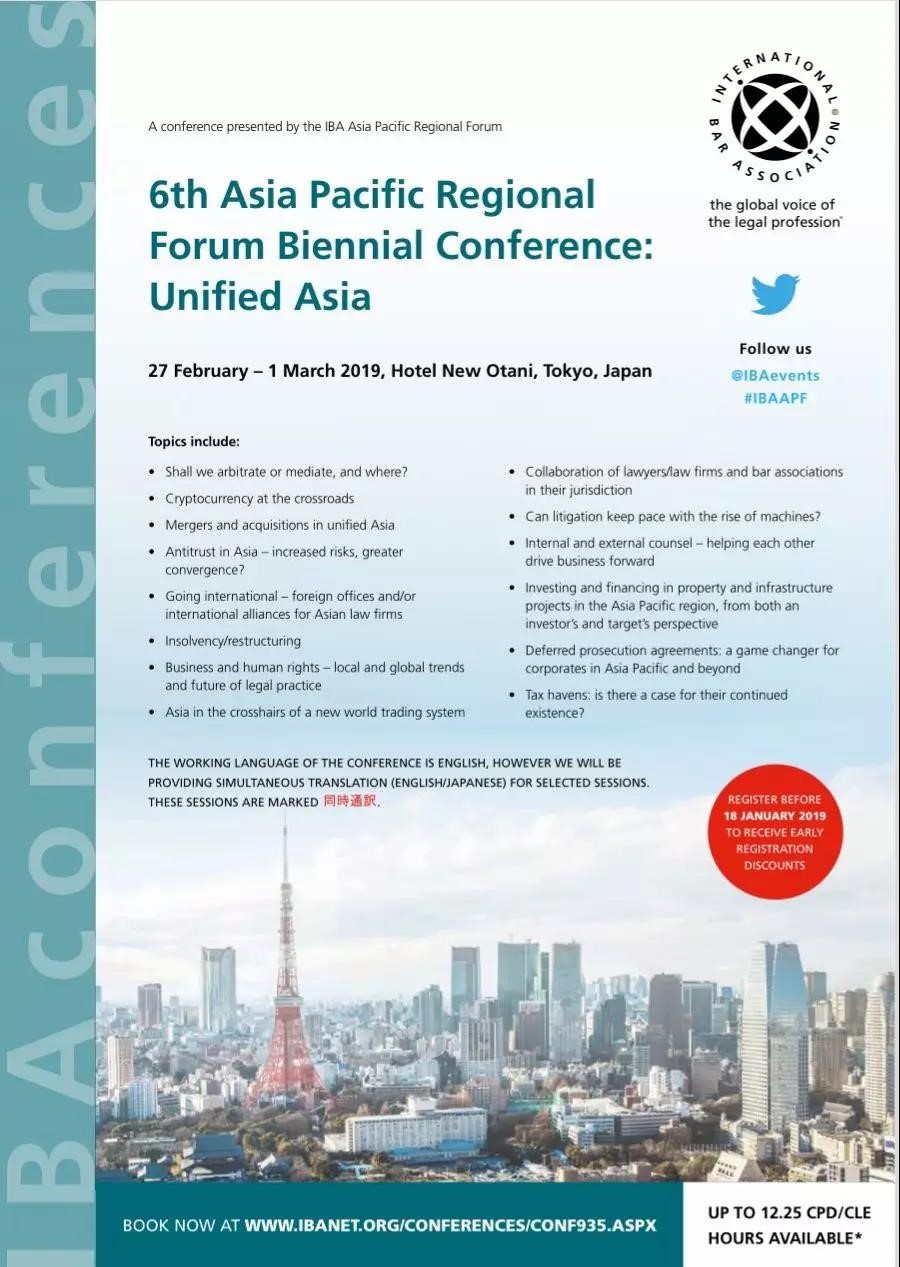 IBAconferences
A conference presented by the IBA Asia Pacific Regional Forum
6th Asia Pacific Regional
Forum Biennial Conference:
Unified Asia
27 February – 1 March 2019, Hotel New Otani, Tokyo, Japan
INTERNATIONAL®
BAR ASSOCIATION
the global voice of
the legal profession®
Follow us
@IBAevents
#IBAAPF
Topics include:
• Shall we arbitrate or mediate, and where?
• Cryptocurrency at the crossroads
• Mergers and acquisitions in unified Asia
• Antitrust in Asia – increased risks, greater
convergence?
• Going international – foreign offices and/or
international alliances for Asian law firms
• Insolvency/restructuring
• Business and human rights – local and global trends
and future of legal practice
• Asia in the crosshairs of a new world trading system
• Collaboration of lawyers/law firms and bar associations
in their jurisdiction
• Can litigation keep pace with the rise of machines?
• Internal and external counsel – helping each other
drive business forward
• Investing and financing in property and infrastructure
projects in the Asia Pacific region, from both an
investor’s and target’s perspective
• Deferred prosecution agreements: a game changer for
corporates in Asia Pacific and beyond
• Tax havens: is there a case for their continued
existence?
THE WORKING LANGUAGE OF THE CONFERENCE IS ENGLISH, HOWEVER WE WILL BE
PROVIDING SIMULTANEOUS TRANSLATION (ENGLISH/JAPANESE) FOR SELECTED SESSIONS.
THESE SESSIONS ARE MARKED 同時通訳.
REGISTER BEFORE
18 JANUARY 2019
TO RECEIVE EARLY
REGISTRATION
DISCOUNTS
BOOK NOW AT WWW.IBANET.ORG/CONFERENCES/CONF935.ASPX
UP TO 12.25 CPD/CLE
HOURS AVAILABLE*